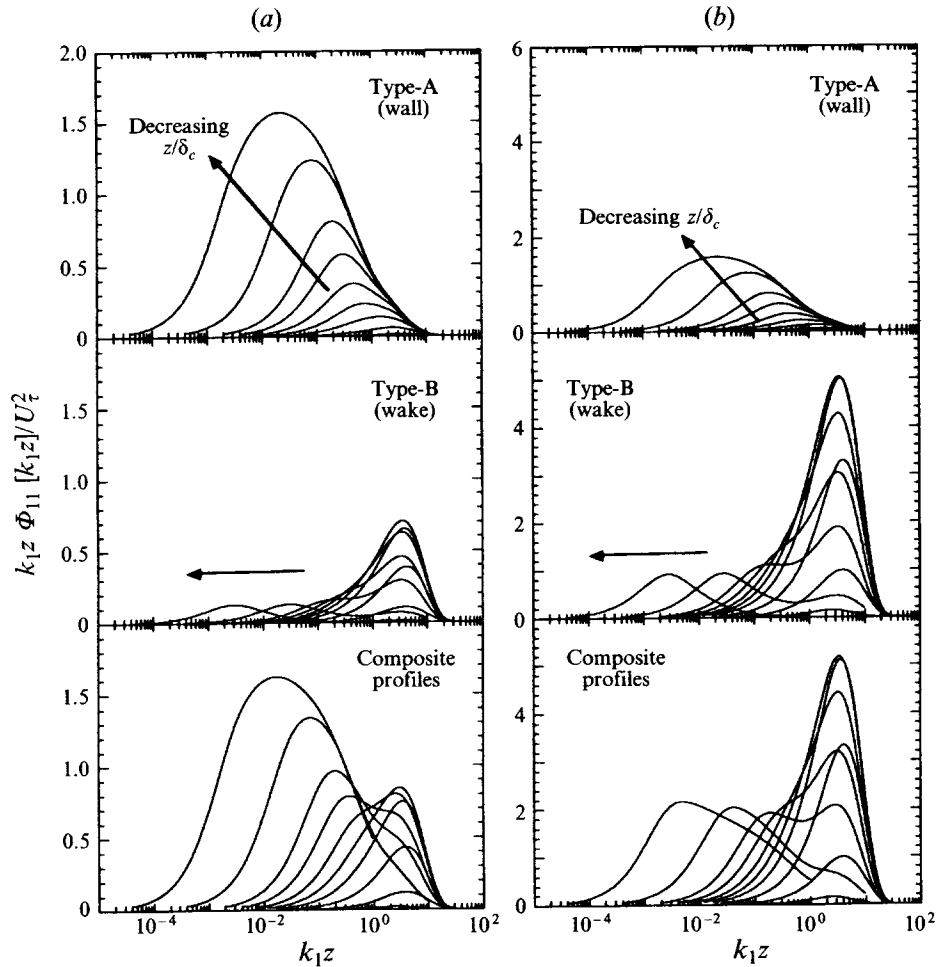 (a)
(b)
2.0
1.5
1.0
0.5
0
Type-A
(wall)
Decreasing
z/δ_c
6
4
2
0
Type-A
(wall)
Decreasing z/δ_c
k₁z Φ₁₁ [k₁z]/U_τ²
1.5
1.0
0.5
0
Type-B
(wake)
4
2
0
Type-B
(wake)
1.5
1.0
0.5
0
Composite
profiles
10⁻⁴
10⁻²
10⁰
10²
k₁z
4
2
0
Composite
profiles
10⁻⁴
10⁻²
10⁰
10²
k₁z